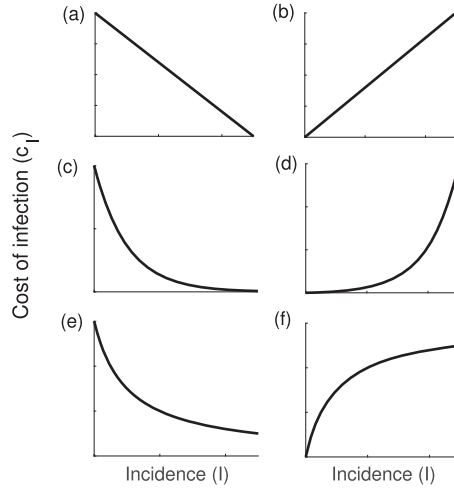 (a)
(b)
(c)
(d)
(e)
(f)
Cost of infection (c_I)
Incidence (I)
Incidence (I)